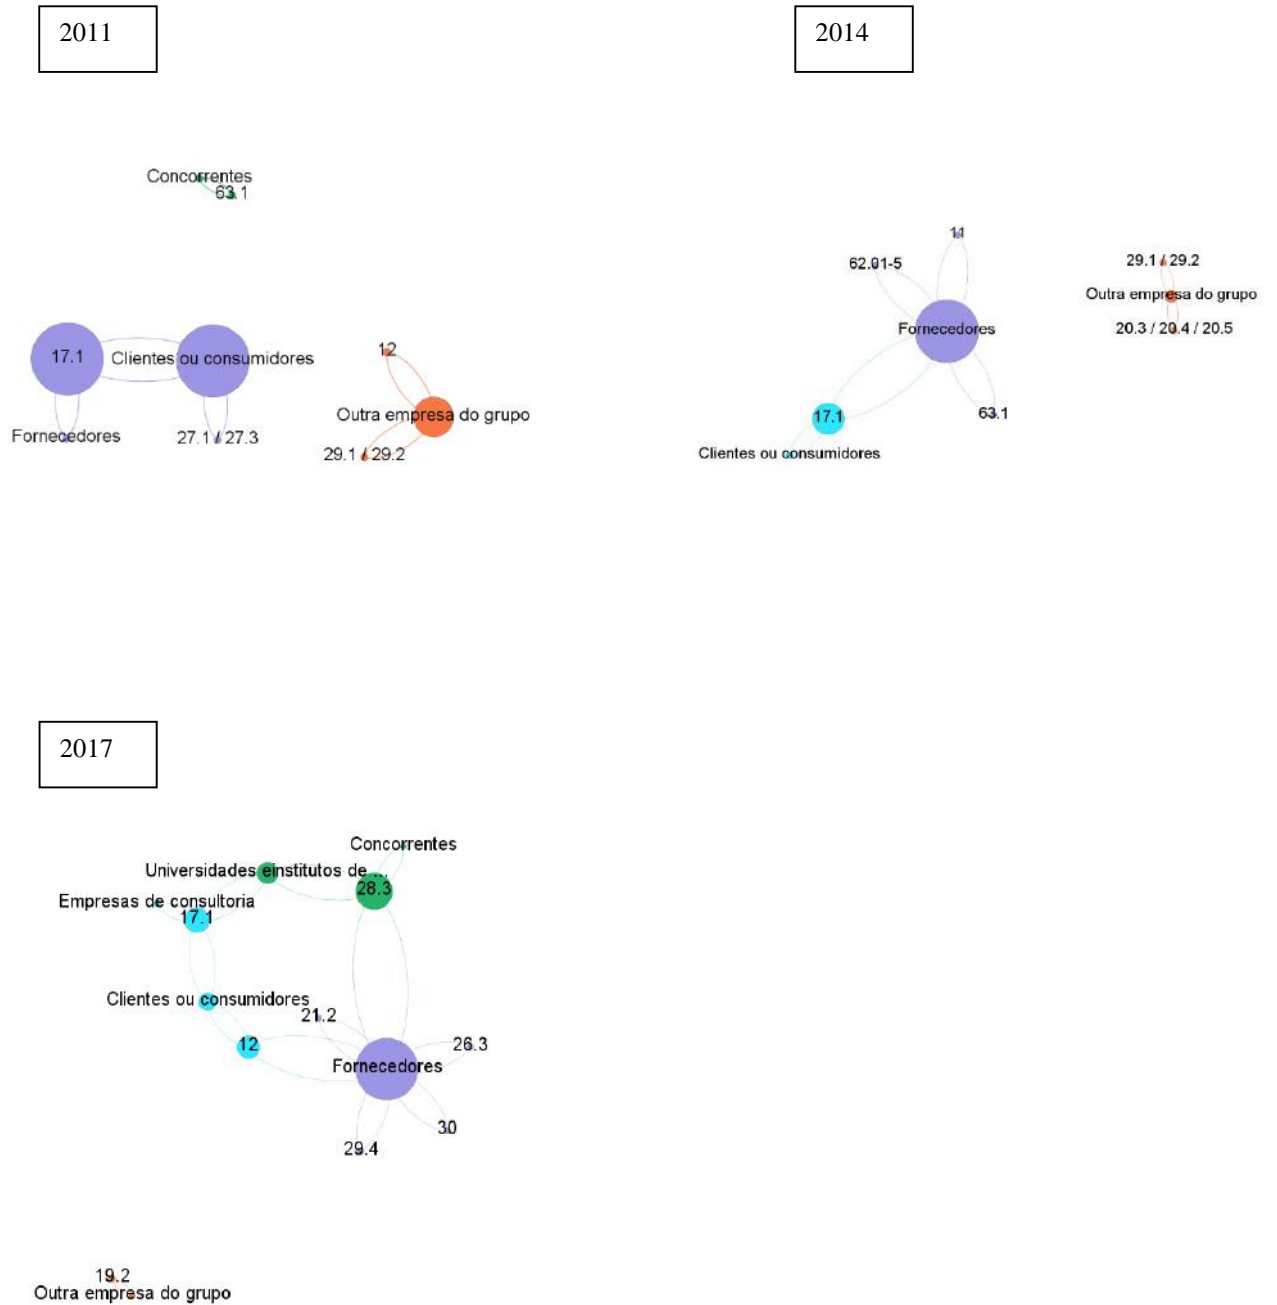 2011
Concorrentes
63.1
17.1
Clientes ou consumidores
Fornecedores
27.1 / 27.3
12
Outra empresa do grupo
29.1 / 29.2
2014
11
62.01-5
Fornecedores
63.1
17.1
Clientes ou consumidores
29.1 / 29.2
Outra empresa do grupo
20.3 / 20.4 / 20.5
2017
Concorrentes
Universidades einstitutos de ...
28.3
Empresas de consultoria
17.1
Clientes ou consumidores
21.2
12
26.3
Fornecedores
30
29.4
19.2
Outra empresa do grupo